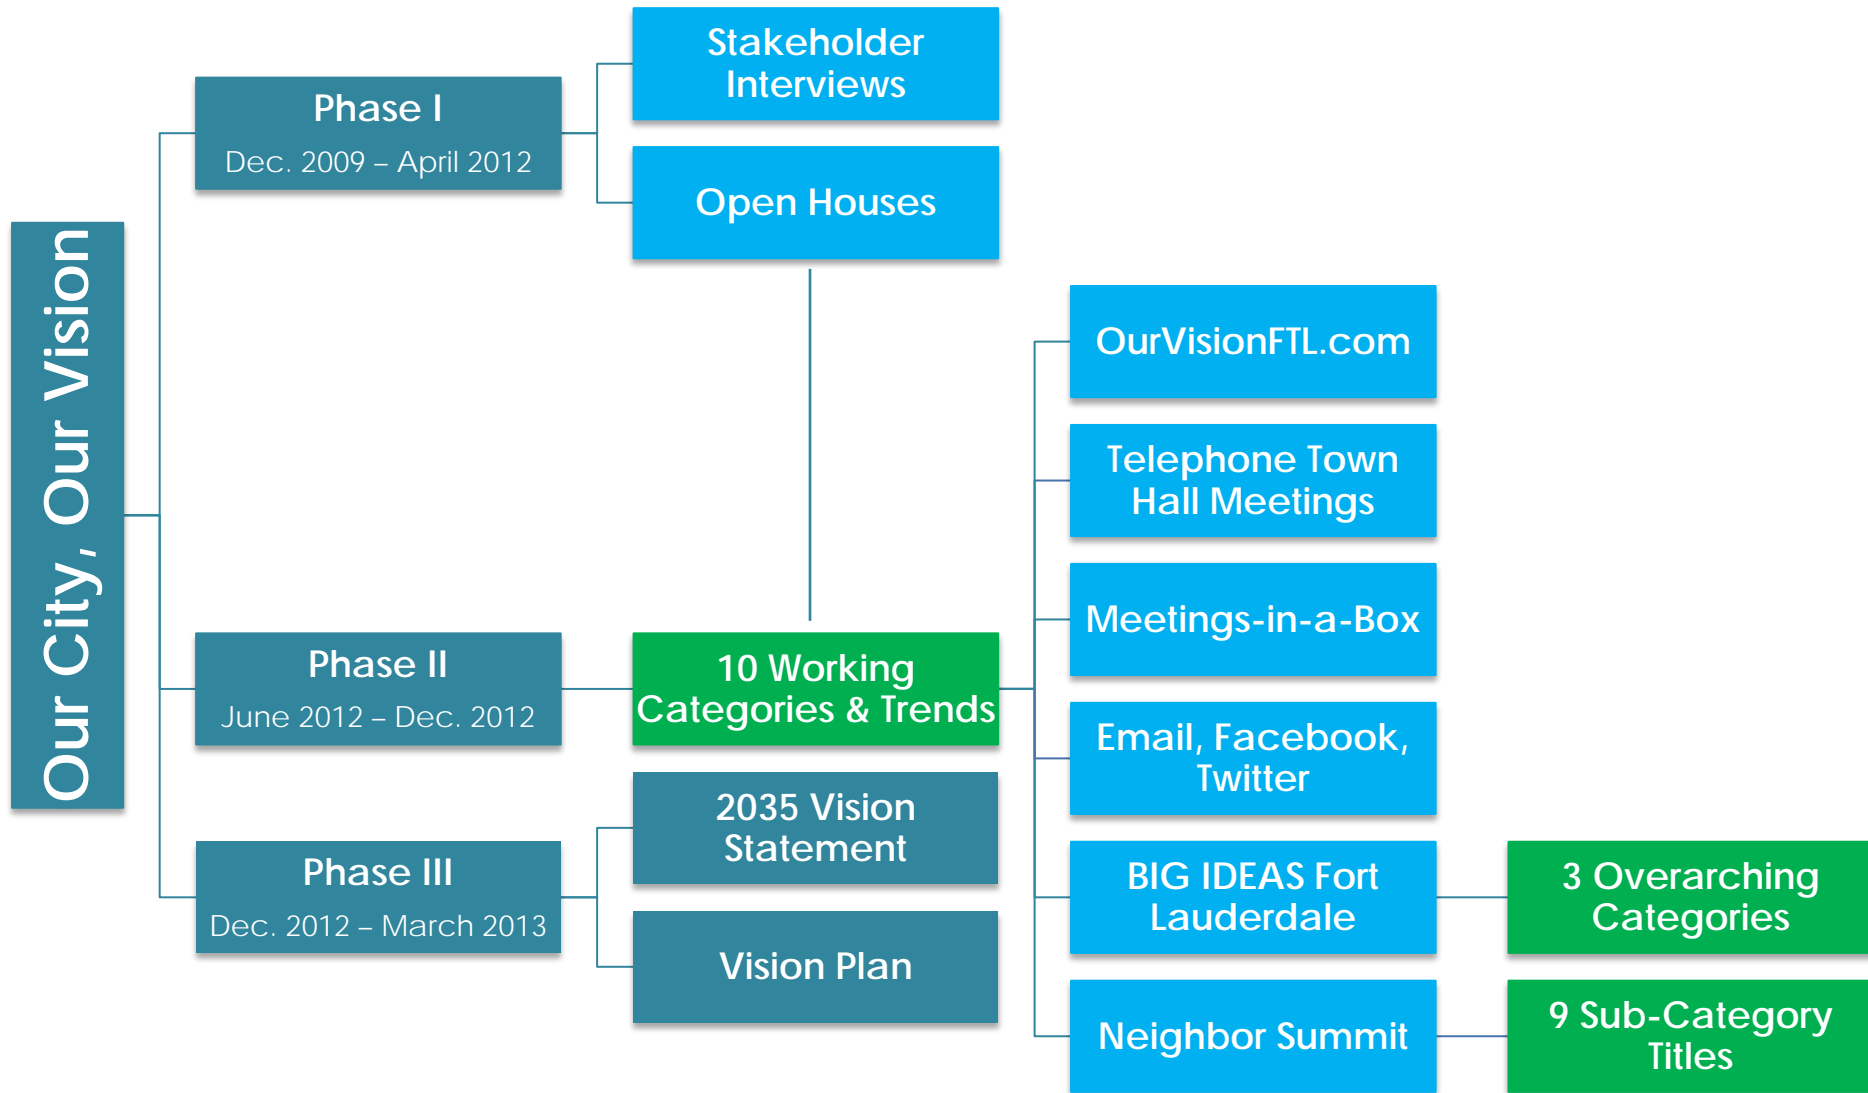 Our City, Our Vision
Phase I
Dec. 2009 – April 2012
Stakeholder
Interviews
Open Houses
Phase II
June 2012 – Dec. 2012
10 Working
Categories & Trends
OurVisionFTL.com
Telephone Town
Hall Meetings
Meetings-in-a-Box
Email, Facebook,
Twitter
BIG IDEAS Fort
Lauderdale
3 Overarching
Categories
Neighbor Summit
9 Sub-Category
Titles
Phase III
Dec. 2012 – March 2013
2035 Vision
Statement
Vision Plan